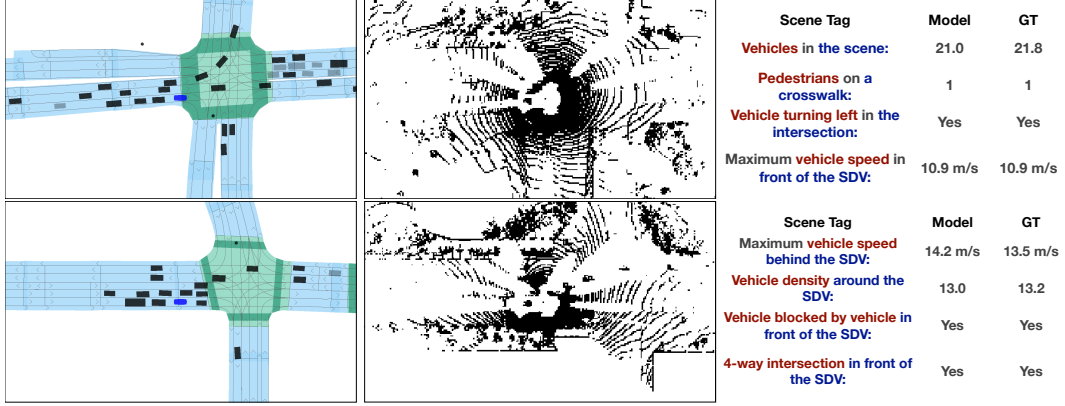 Scene Tag Model GT
Vehicles in the scene: 21.0 21.8
Pedestrians on a
crosswalk: 1 1
Vehicle turning left in the
intersection: Yes Yes
Maximum vehicle speed in
front of the SDV: 10.9 m/s 10.9 m/s
Scene Tag Model GT
Maximum vehicle speed
behind the SDV: 14.2 m/s 13.5 m/s
Vehicle density around the
SDV: 13.0 13.2
Vehicle blocked by vehicle in
front of the SDV: Yes Yes
4-way intersection in front of
the SDV: Yes Yes